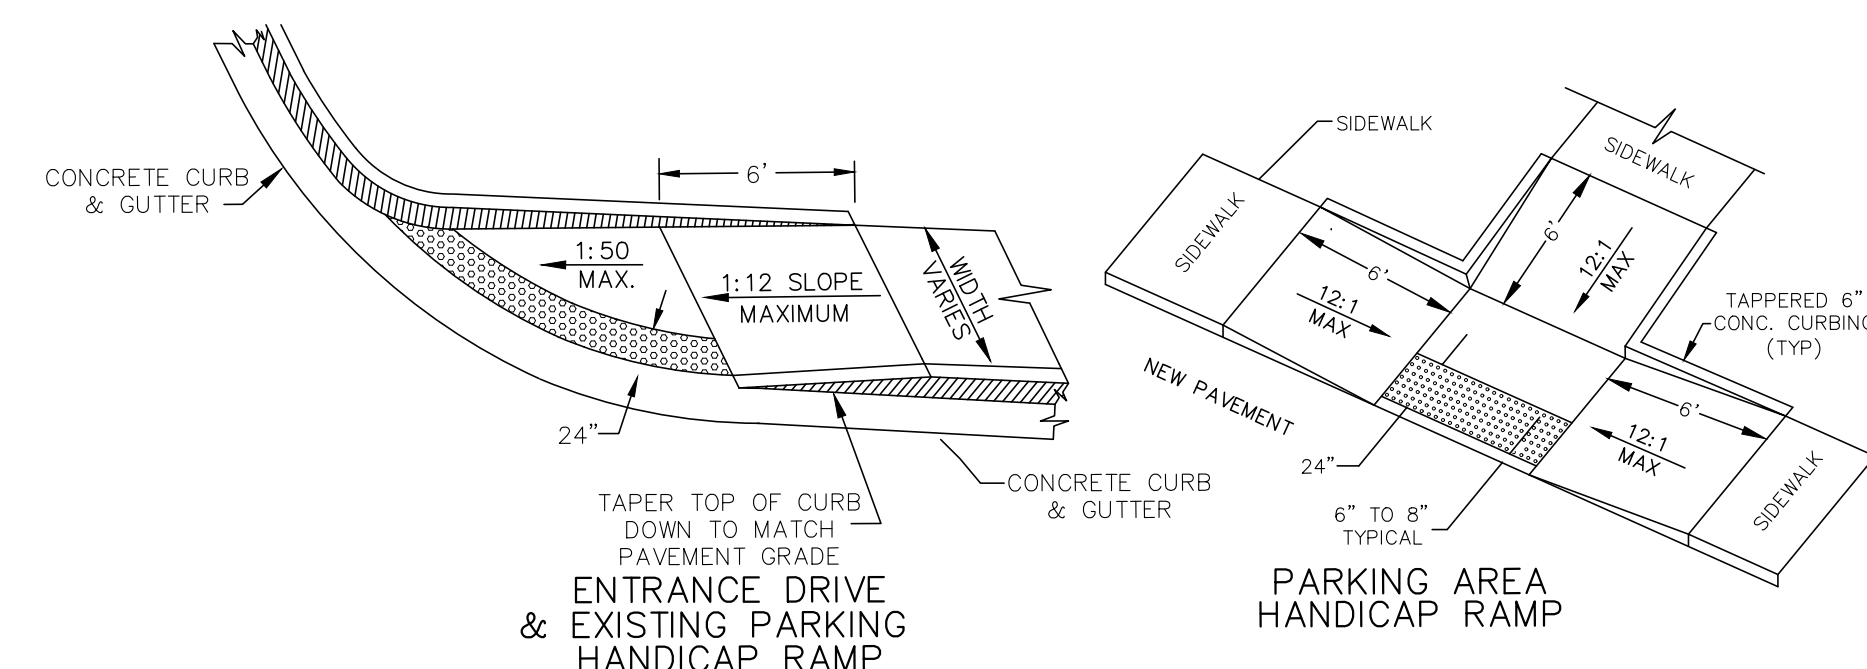 CONCRETE CURB
& GUTTER
6'
1:50
MAX.
1:12 SLOPE
MAXIMUM
WIDTH
VARIES
24"
TAPER TOP OF CURB
DOWN TO MATCH
PAVEMENT GRADE
CONCRETE CURB
& GUTTER
ENTRANCE DRIVE
& EXISTING PARKING
HANDICAP RAMP
SIDEWALK
SIDEWALK
SIDEWALK
6'
12:1
MAX
6'
12:1
MAX
TAPPERED 6"
CONC. CURBING
(TYP)
NEW PAVEMENT
6'
12:1
MAX
24"
6" TO 8"
TYPICAL
SIDEWALK
PARKING AREA
HANDICAP RAMP